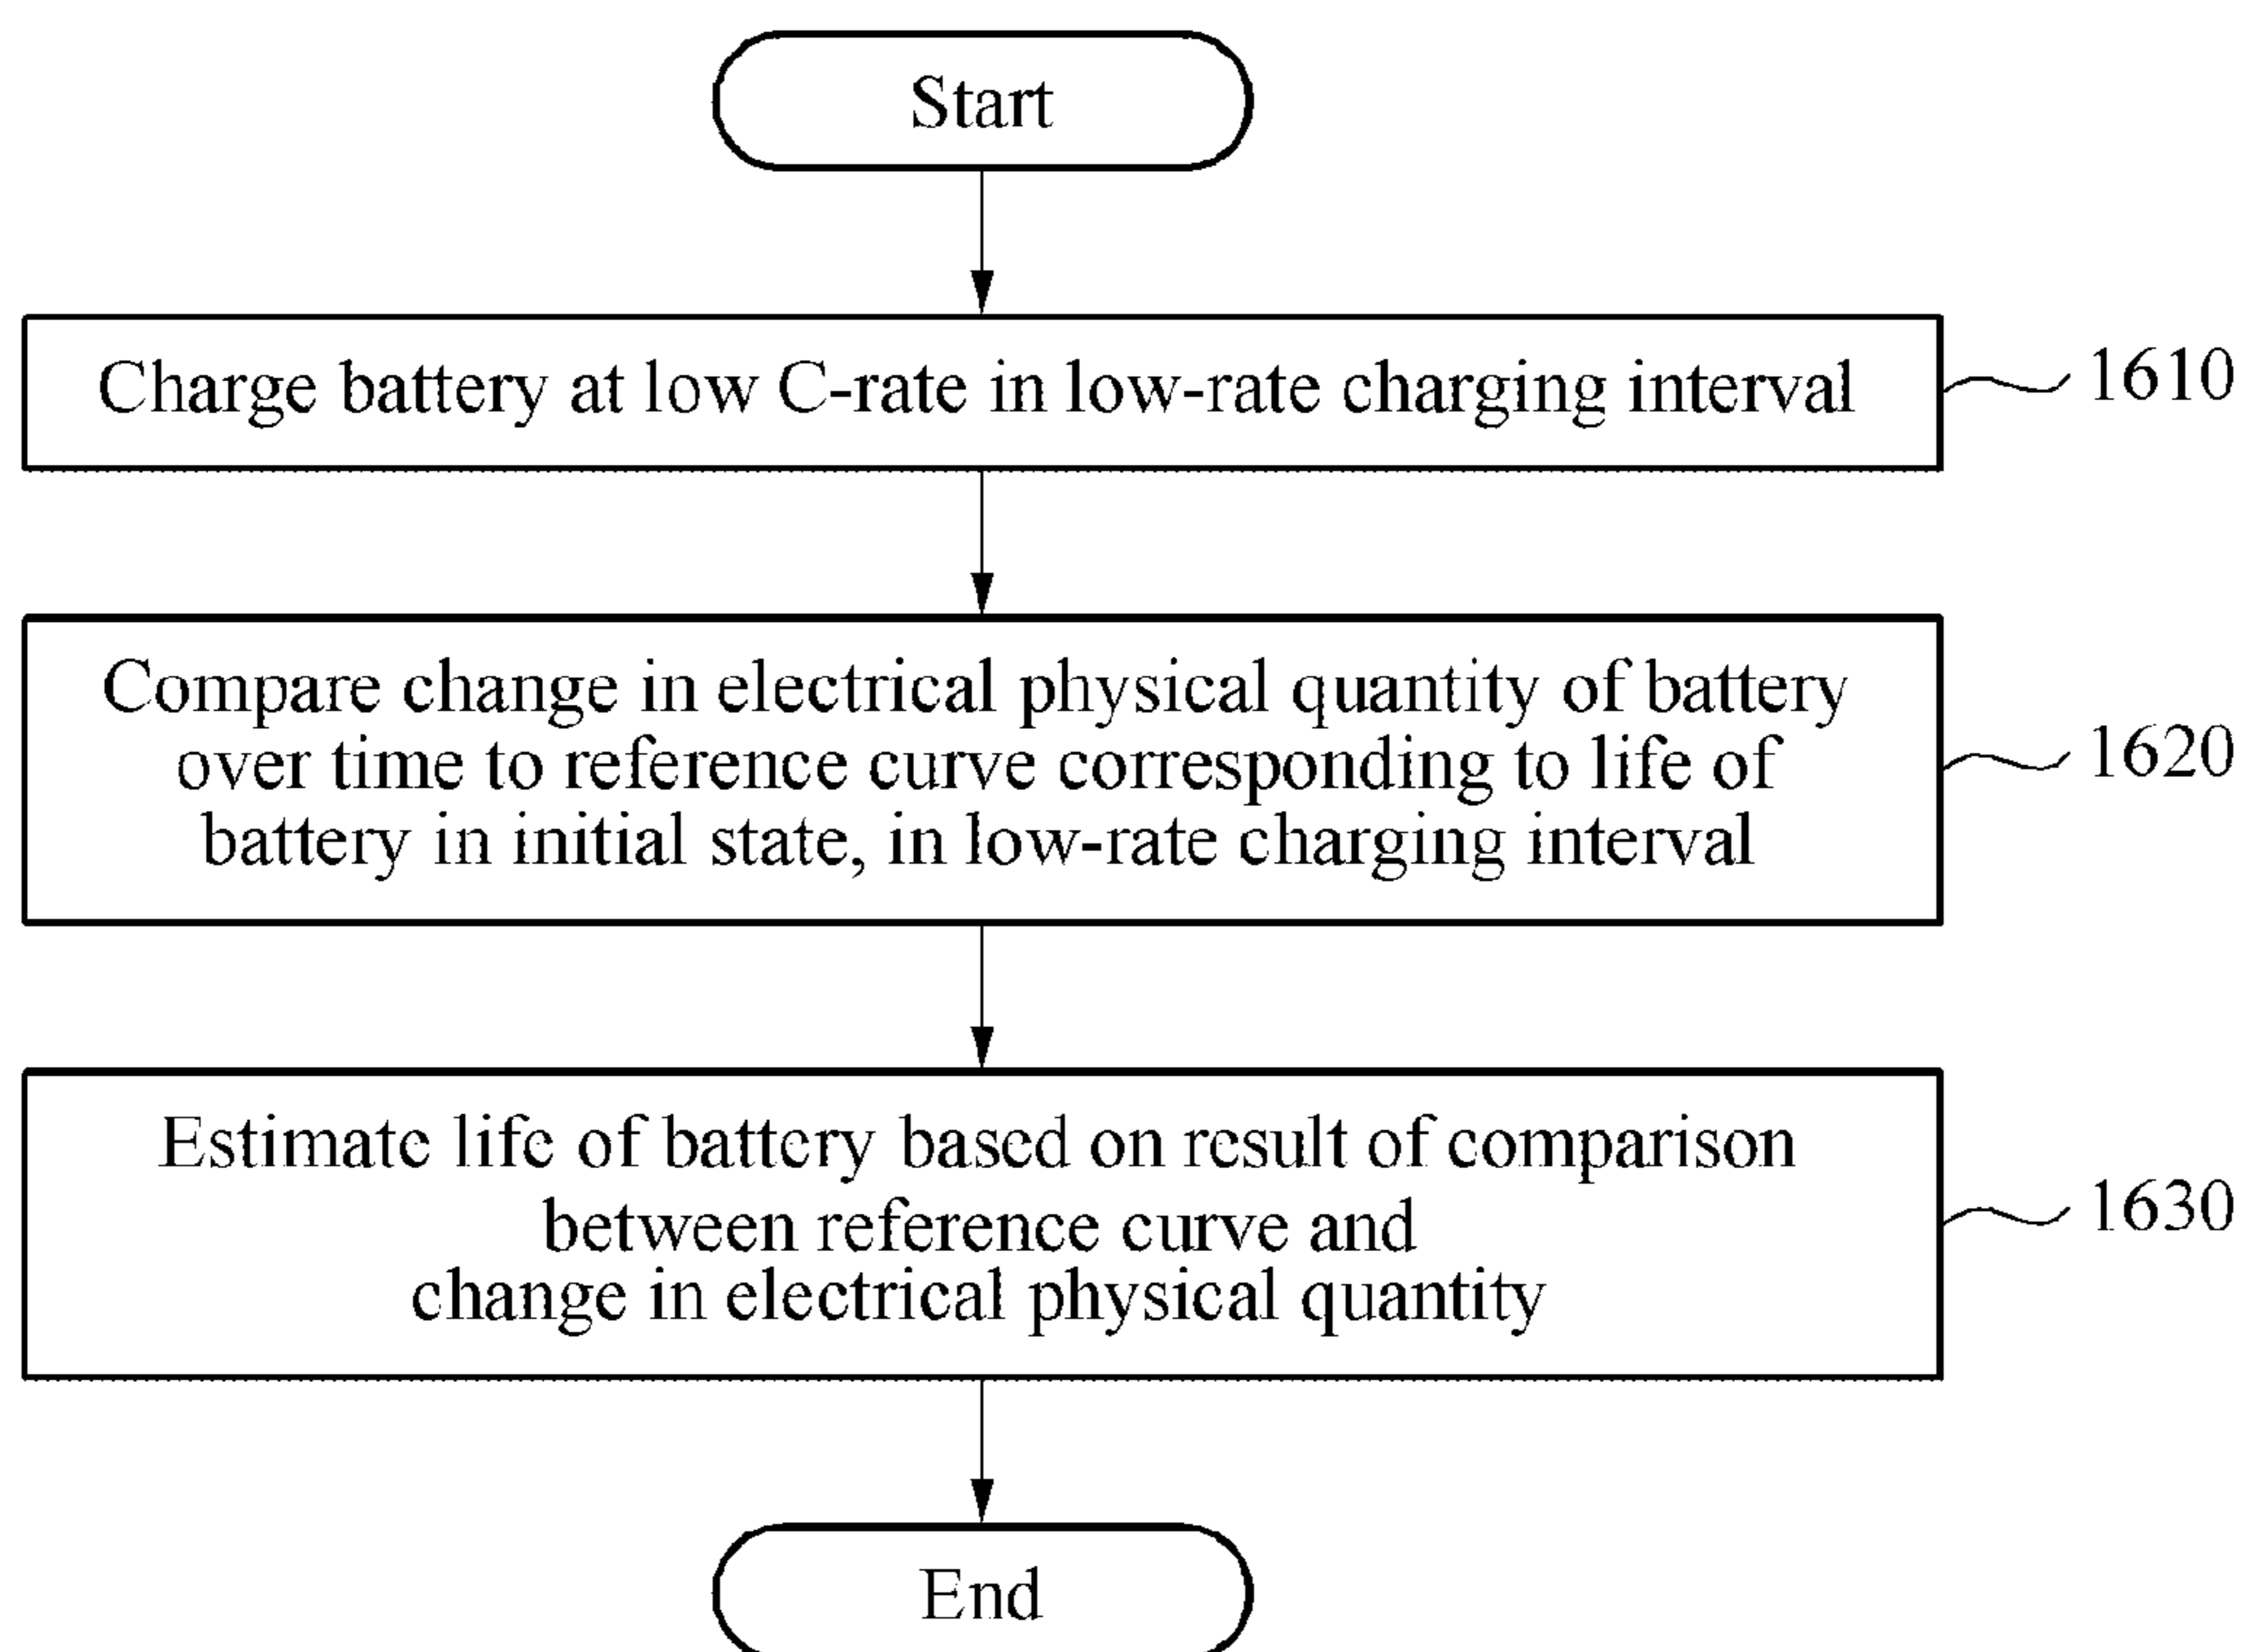 Start
Charge battery at low C-rate in low-rate charging interval
1610
Compare change in electrical physical quantity of battery
over time to reference curve corresponding to life of
battery in initial state, in low-rate charging interval
1620
Estimate life of battery based on result of comparison
between reference curve and
change in electrical physical quantity
1630
End